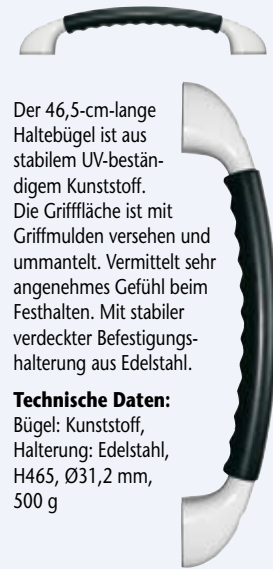 Der 46,5-cm-lange
Haltebügel ist aus
stabilem UV-bestän-
digem Kunststoff.
Die Grifffläche ist mit
Griffmulden versehen und
ummantelt. Vermittelt sehr
angenehmes Gefühl beim
Festhalten. Mit stabiler
verdeckter Befestigungs-
halterung aus Edelstahl.
Technische Daten:
Bügel: Kunststoff,
Halterung: Edelstahl,
H465, Ø31,2 mm,
500 g